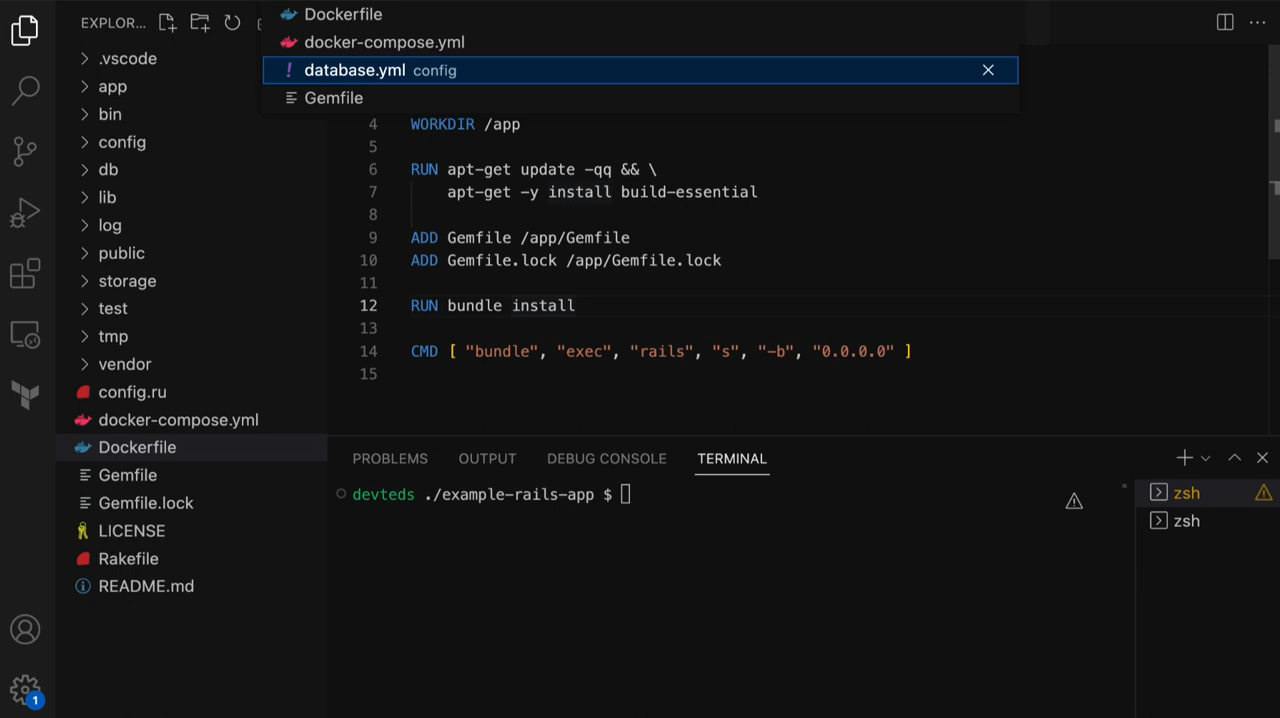 EXPLOR...
.vscode
app
bin
config
db
lib
log
public
storage
test
tmp
vendor
config.ru
docker-compose.yml
Dockerfile
Gemfile
Gemfile.lock
LICENSE
Rakefile
README.md
1
Dockerfile
docker-compose.yml
! database.yml config
Gemfile
4 WORKDIR /app
5
6 RUN apt-get update -qq && \
7 apt-get -y install build-essential
8
9 ADD Gemfile /app/Gemfile
10 ADD Gemfile.lock /app/Gemfile.lock
11
12 RUN bundle install
13
14 CMD [ "bundle", "exec", "rails", "s", "-b", "0.0.0.0" ]
15
PROBLEMS OUTPUT DEBUG CONSOLE TERMINAL
devteds ./example-rails-app $
zsh
zsh